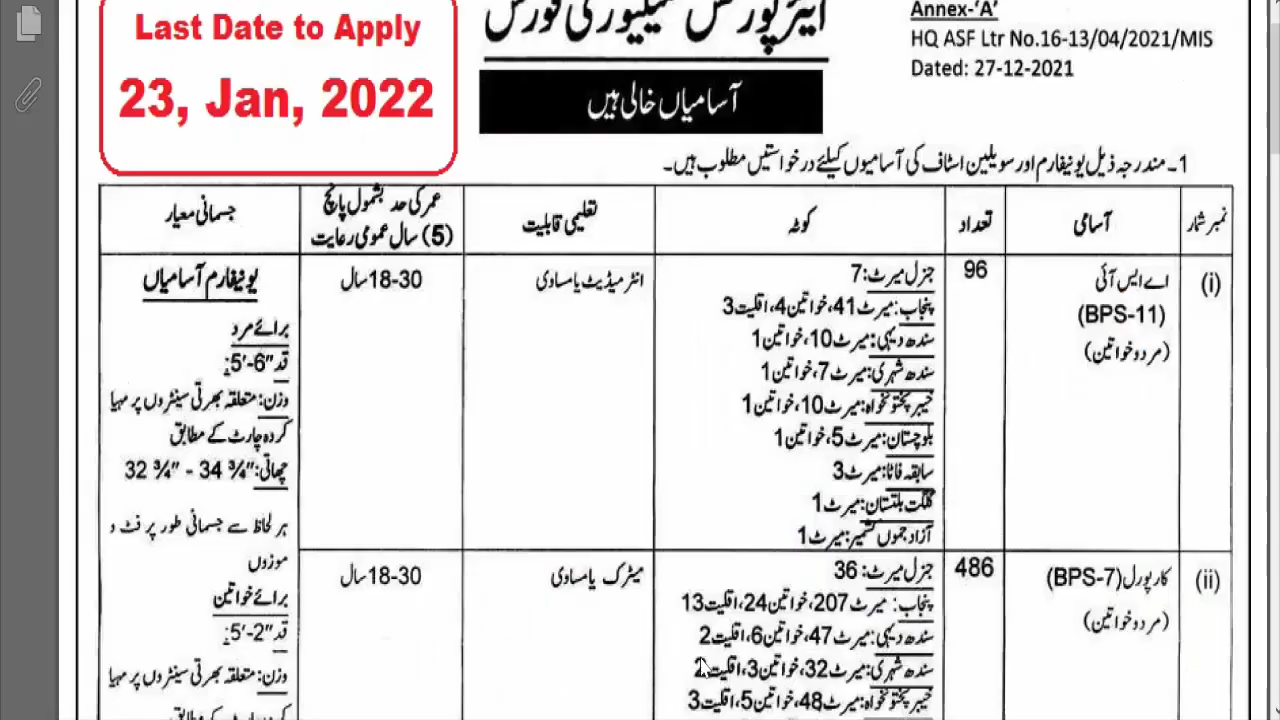 Last Date to Apply
23, Jan, 2022
ایئرپورٹس سیکیورٹی فورس
آسامیاں خالی ہیں
Annex-'A'
HQ ASF Ltr No.16-13/04/2021/MIS
Dated: 27-12-2021
1۔ مندرجہ ذیل یونیفارم اور سویلین اسٹاف کی آسامیوں کیلئے درخواستیں مطلوب ہیں۔
نمبر شمار
آسامی
تعداد
کوٹہ
تعلیمی قابلیت
عمر کی حد بشمول پانچ
(5) سال عمومی رعایت
جسمانی معیار
(i)
اے ایس آئی
(BPS-11)
(مرد و خواتین)
96
جنرل میرٹ: 7
پنجاب: میرٹ 41، خواتین 4، اقلیت 3
سندھ دیہی: میرٹ 10، خواتین 1
سندھ شہری: میرٹ 7، خواتین 1
خیبر پختونخواہ: میرٹ 10، خواتین 1
بلوچستان: میرٹ 5، خواتین 1
سابقہ فاٹا: میرٹ 3
گلگت بلتستان: میرٹ 1
آزاد جموں کشمیر: میرٹ 1
انٹرمیڈیٹ یا مساوی
18-30 سال
یونیفارم آسامیاں
برائے مرد
قد 5'-6":
وزن: متعلقہ بھرتی سینٹروں پر مہیا
کردہ چارٹ کے مطابق
چھاتی: 32 ¾" - 34 ¾"
ہر لحاظ سے جسمانی طور پر فٹ و
موزوں
برائے خواتین
قد 5'-2":
وزن: متعلقہ بھرتی سینٹروں پر مہیا
کردہ چارٹ کے مطابق
(ii)
کارپورل (BPS-7)
(مرد و خواتین)
486
جنرل میرٹ: 36
پنجاب: میرٹ 207، خواتین 24، اقلیت 13
سندھ دیہی: میرٹ 47، خواتین 6، اقلیت 2
سندھ شہری: میرٹ 32، خواتین 3، اقلیت 2
خیبر پختونخواہ: میرٹ 48، خواتین 5، اقلیت 3
میٹرک یا مساوی
18-30 سال